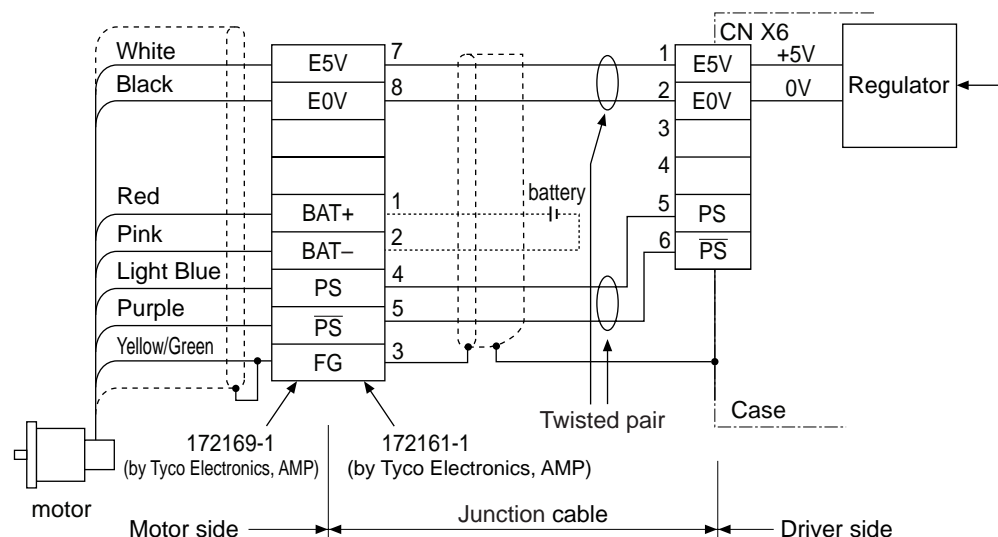 CN X6
White
7
E5V
1
E5V
+5V
Black
8
E0V
2
E0V
0V
Regulator
3
4
Red
1
BAT+
battery
5
PS
Pink
2
BAT–
6
P̅S̅
Light Blue
4
PS
Purple
5
P̅S̅
Yellow/Green
3
FG
Twisted pair
Case
172169-1
(by Tyco Electronics, AMP)
172161-1
(by Tyco Electronics, AMP)
motor
Motor side
Junction cable
Driver side